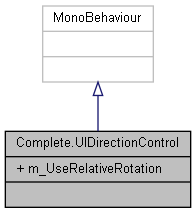 MonoBehaviour
Complete.UIDirectionControl
+ m_UseRelativeRotation